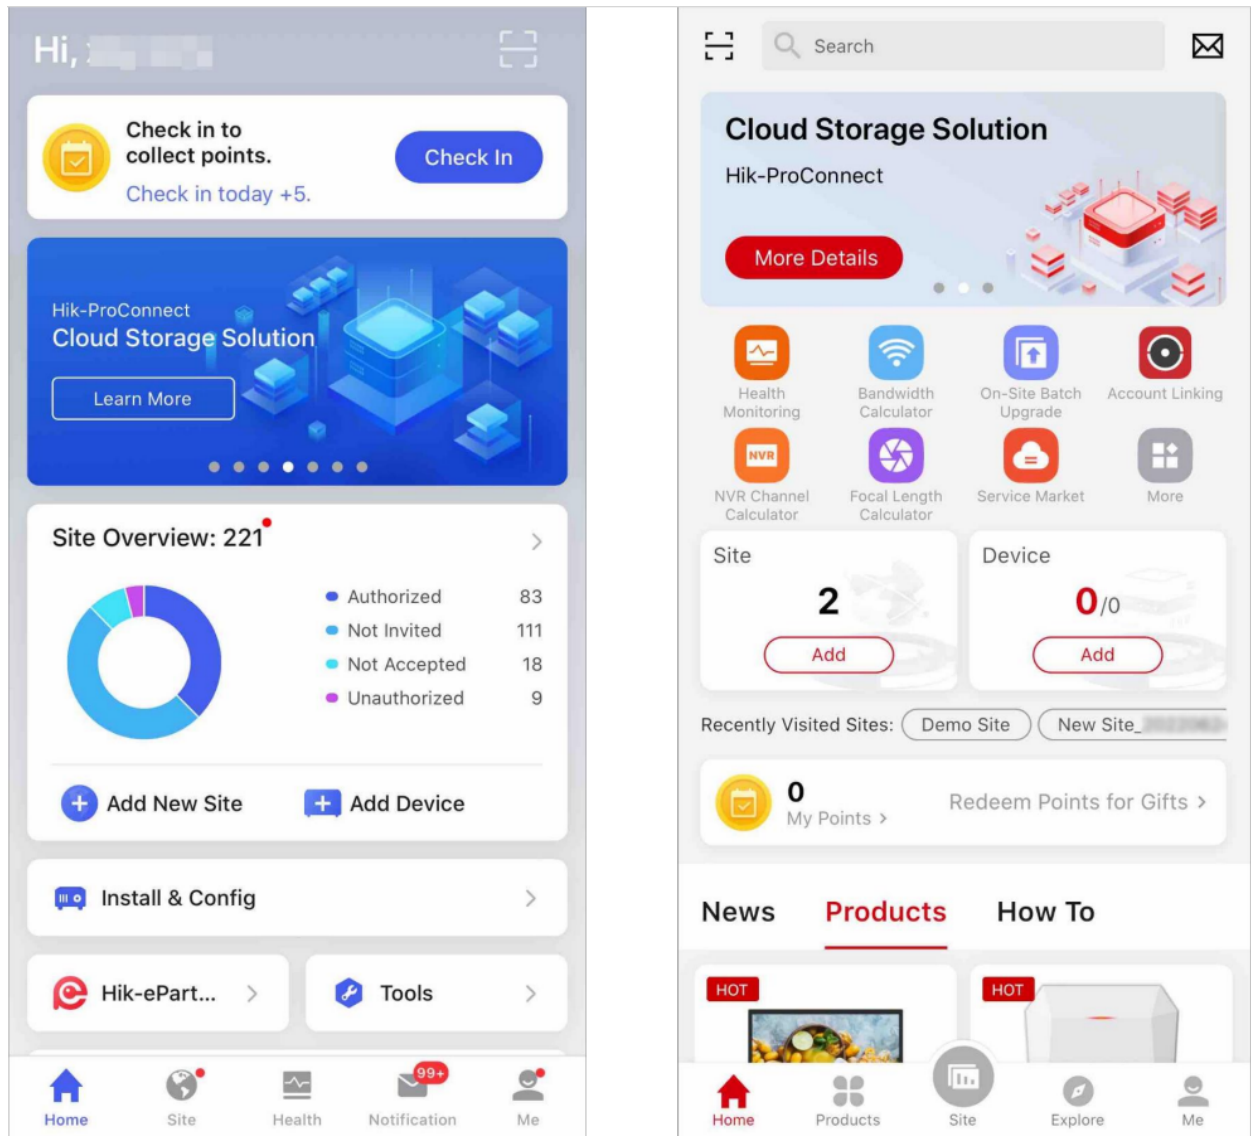 Hi,
Check in to
collect points.
Check in today +5.
Check In
Hik-ProConnect
Cloud Storage Solution
Learn More
Site Overview: 221
Authorized 83
Not Invited 111
Not Accepted 18
Unauthorized 9
Add New Site
Add Device
Install & Config
Hik-ePart...
Tools
99+
Home
Site
Health
Notification
Me
Search
Cloud Storage Solution
Hik-ProConnect
More Details
Health
Monitoring
Bandwidth
Calculator
On-Site Batch
Upgrade
Account Linking
NVR
NVR Channel
Calculator
Focal Length
Calculator
Service Market
More
Site
2
Add
Device
0/0
Add
Recently Visited Sites:
Demo Site
New Site_
0
My Points >
Redeem Points for Gifts >
News
Products
How To
HOT
HOT
Home
Products
Site
Explore
Me